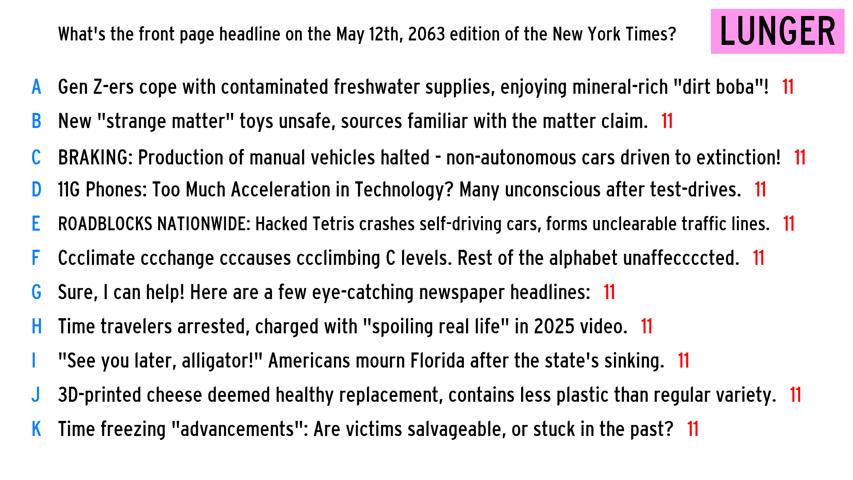 What's the front page headline on the May 12th, 2063 edition of the New York Times?
LUNGER
A Gen Z-ers cope with contaminated freshwater supplies, enjoying mineral-rich "dirt boba"! 11
B New "strange matter" toys unsafe, sources familiar with the matter claim. 11
C BRAKING: Production of manual vehicles halted - non-autonomous cars driven to extinction! 11
D 11G Phones: Too Much Acceleration in Technology? Many unconscious after test-drives. 11
E ROADBLOCKS NATIONWIDE: Hacked Tetris crashes self-driving cars, forms unclearable traffic lines. 11
F Ccclimate ccchange cccauses ccclimbing C levels. Rest of the alphabet unaffecccccted. 11
G Sure, I can help! Here are a few eye-catching newspaper headlines: 11
H Time travelers arrested, charged with "spoiling real life" in 2025 video. 11
I "See you later, alligator!" Americans mourn Florida after the state's sinking. 11
J 3D-printed cheese deemed healthy replacement, contains less plastic than regular variety. 11
K Time freezing "advancements": Are victims salvageable, or stuck in the past? 11